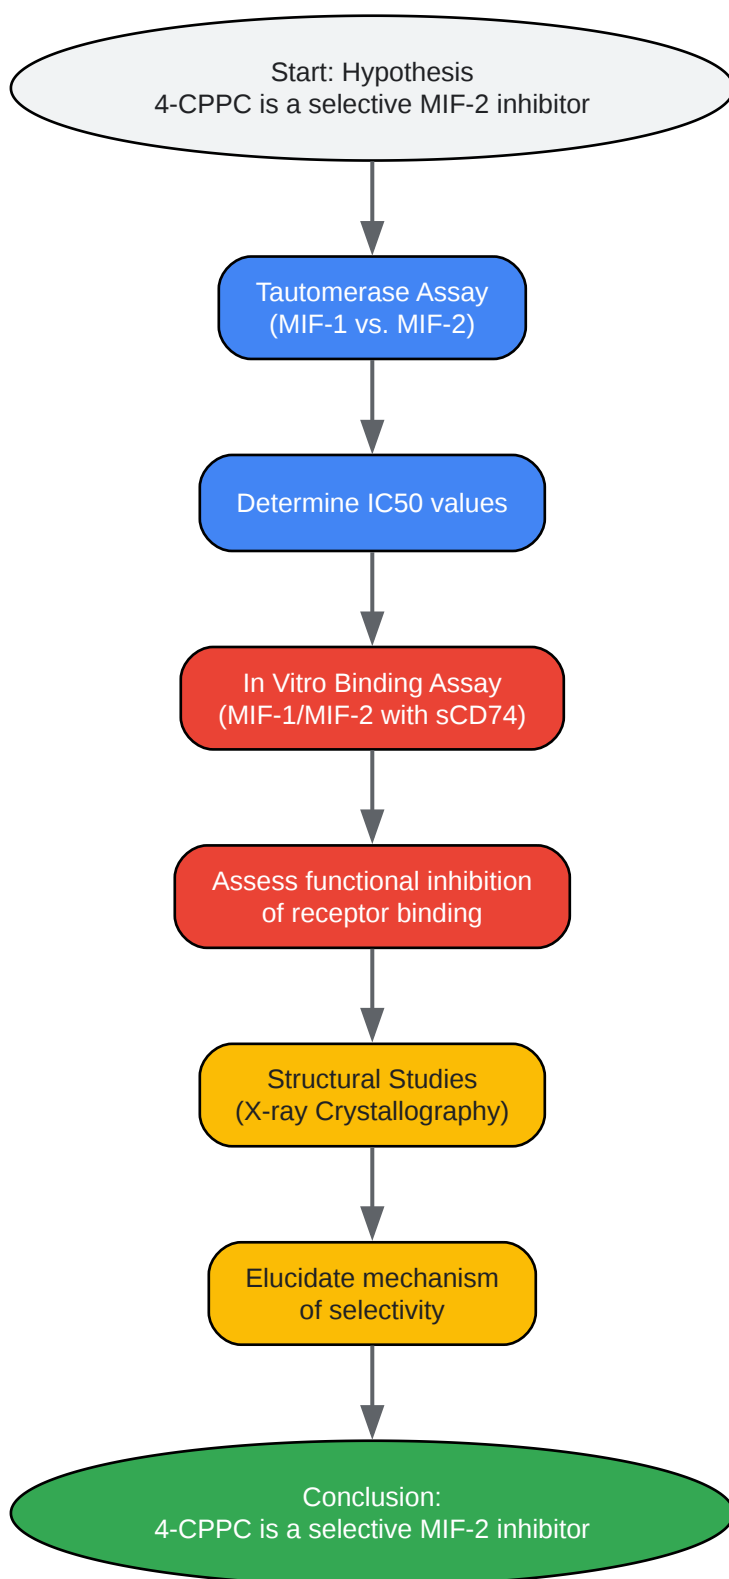 Start: Hypothesis
4-CPPC is a selective MIF-2 inhibitor
Tautomerase Assay
(MIF-1 vs. MIF-2)
Determine IC50 values
In Vitro Binding Assay
(MIF-1/MIF-2 with sCD74)
Assess functional inhibition
of receptor binding
Structural Studies
(X-ray Crystallography)
Elucidate mechanism
of selectivity
Conclusion:
4-CPPC is a selective MIF-2 inhibitor